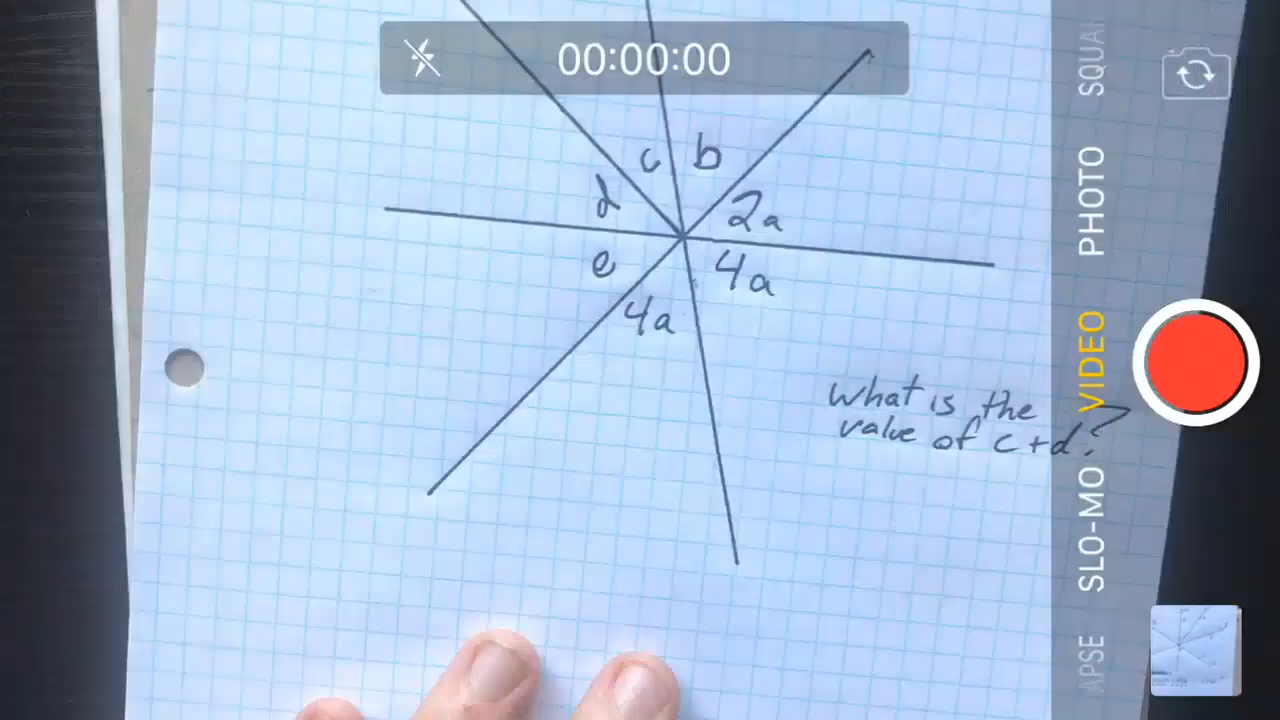 00:00:00
SQUA
PHOTO
VIDEO
SLO-MO
APSE
c b
d 2a
e 4a
4a
What is the
value of c+d?